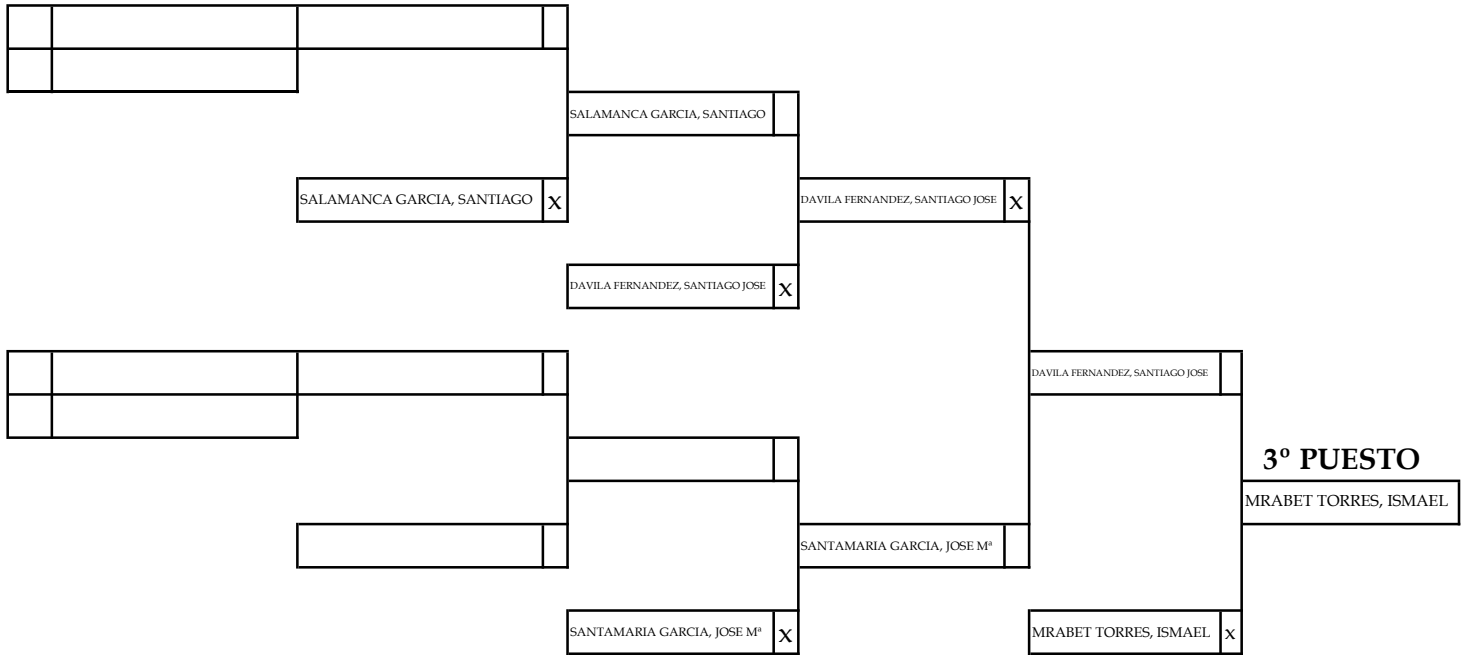 SALAMANCA GARCIA, SANTIAGO
SALAMANCA GARCIA, SANTIAGO X
DAVILA FERNANDEZ, SANTIAGO JOSE X
DAVILA FERNANDEZ, SANTIAGO JOSE X
DAVILA FERNANDEZ, SANTIAGO JOSE
3º PUESTO
MRABET TORRES, ISMAEL
SANTAMARIA GARCIA, JOSE Mª
SANTAMARIA GARCIA, JOSE Mª X
MRABET TORRES, ISMAEL x